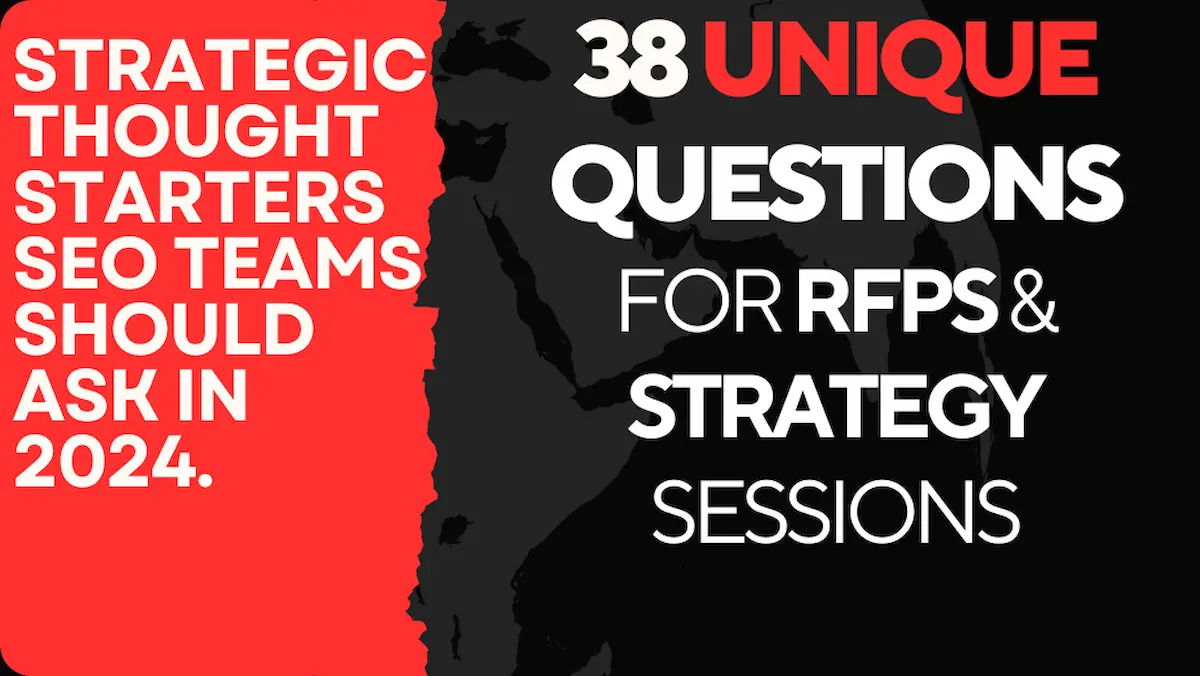 STRATEGIC
THOUGHT
STARTERS
SEO TEAMS
SHOULD
ASK IN
2024.
38 UNIQUE
QUESTIONS
FOR RFPS &
STRATEGY
SESSIONS